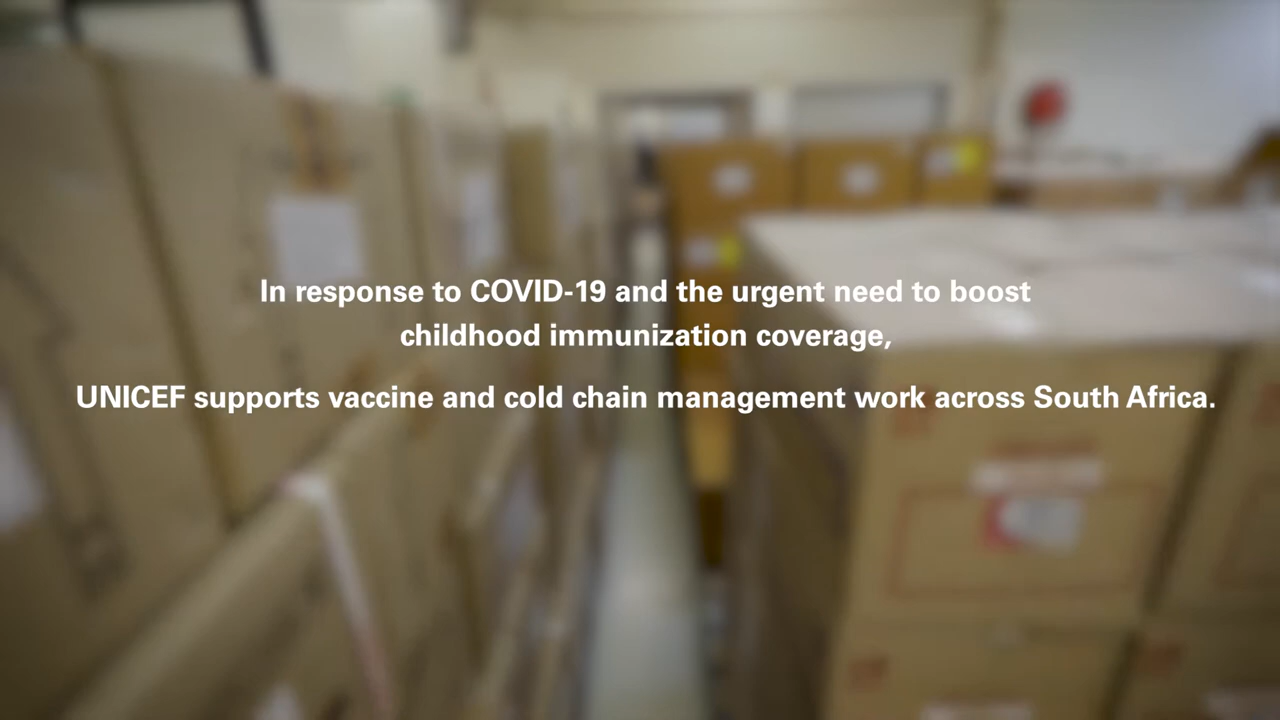 In response to COVID-19 and the urgent need to boost
childhood immunization coverage,
UNICEF supports vaccine and cold chain management work across South Africa.